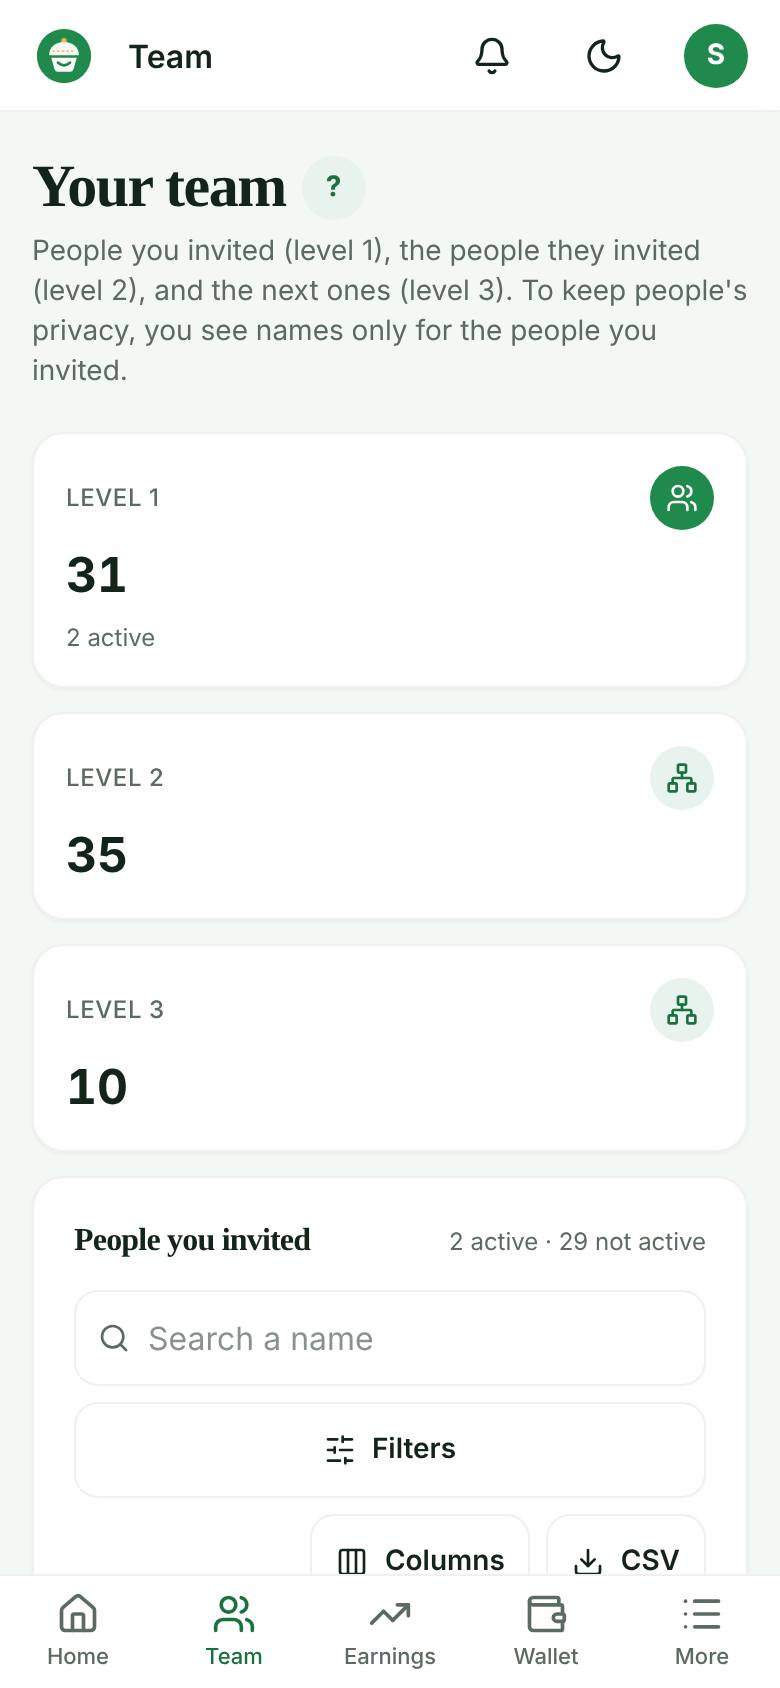 Team
S
Your team
?
People you invited (level 1), the people they invited
(level 2), and the next ones (level 3). To keep people's
privacy, you see names only for the people you
invited.
LEVEL 1
31
2 active
LEVEL 2
35
LEVEL 3
10
People you invited
2 active · 29 not active
Search a name
Filters
Columns
CSV
Home
Team
Earnings
Wallet
More